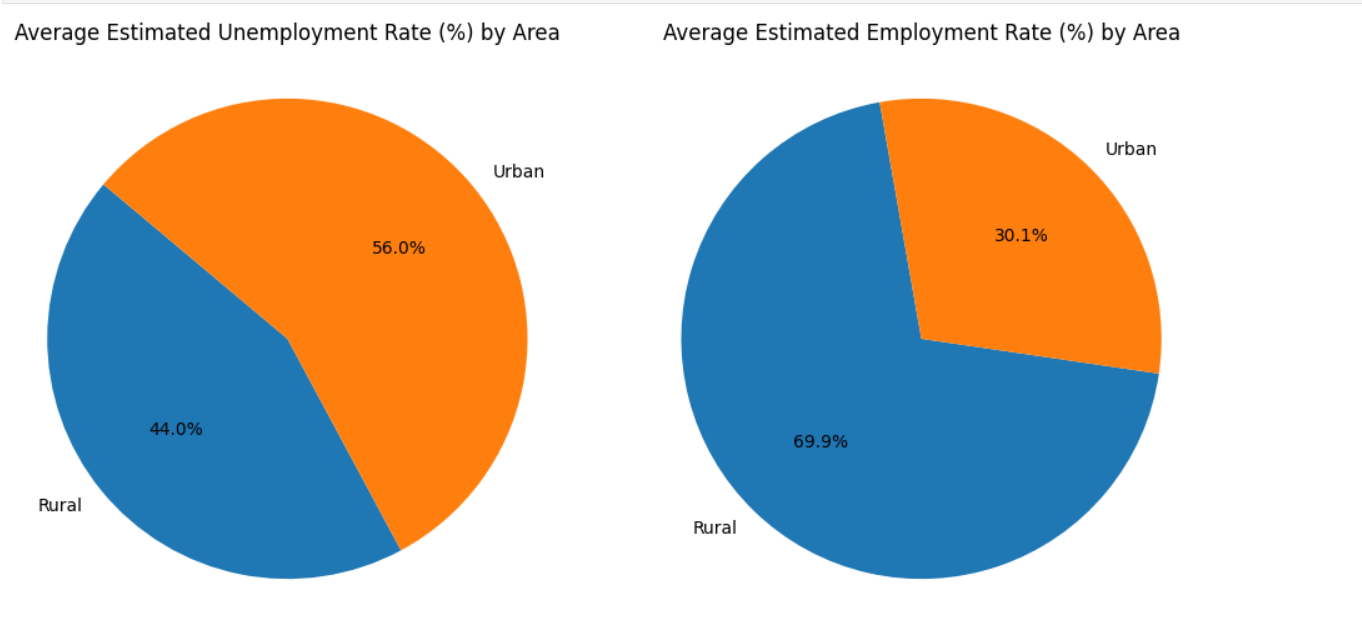 Average Estimated Unemployment Rate (%) by Area
Urban
56.0%
44.0%
Rural
Average Estimated Employment Rate (%) by Area
Urban
30.1%
69.9%
Rural